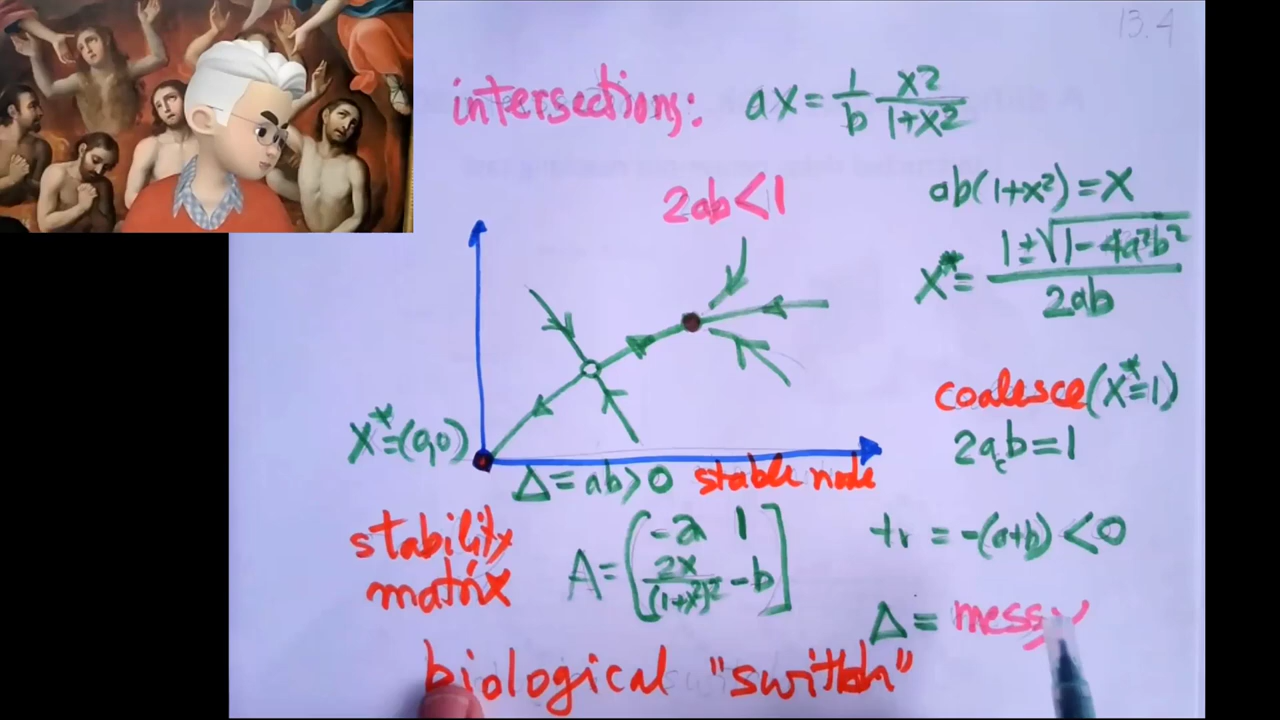 13.4
intersections: ax = 1/b x2/1+x2
2ab<1
ab(1+x²)=x
x*= 1±√1-4a²b² / 2ab
coalesce (x*=1)
2a_c b=1
x*=(0,0)
Δ=ab>0 stable node
stability matrix A= [-a 1; 2x/(1+x²)² -b]
tr = -(a+b) <0
Δ= messy
biological "switch"